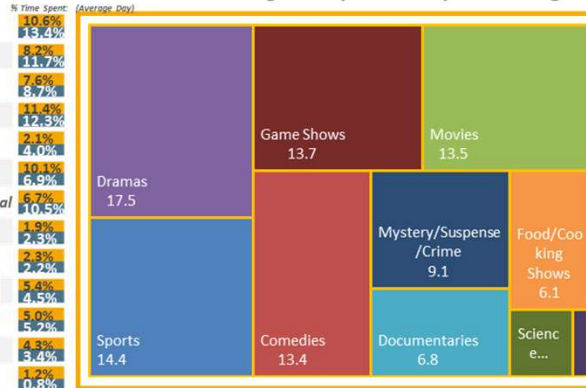 % Time Spent: (Average Day)
10.6%
13.4%
8.2%
11.7%
7.6%
8.7%
11.4%
12.3%
2.1%
4.0%
10.1%
6.9%
al
6.7%
10.5%
1.9%
2.3%
2.3%
2.2%
5.4%
4.5%
5.0%
5.2%
4.3%
3.4%
1.2%
0.8%
Dramas
17.5
Game Shows
13.7
Movies
13.5
Sports
14.4
Comedies
13.4
Mystery/Suspense
/Crime
9.1
Food/Coo
king
Shows
6.1
Documentaries
6.8
Scienc
e...